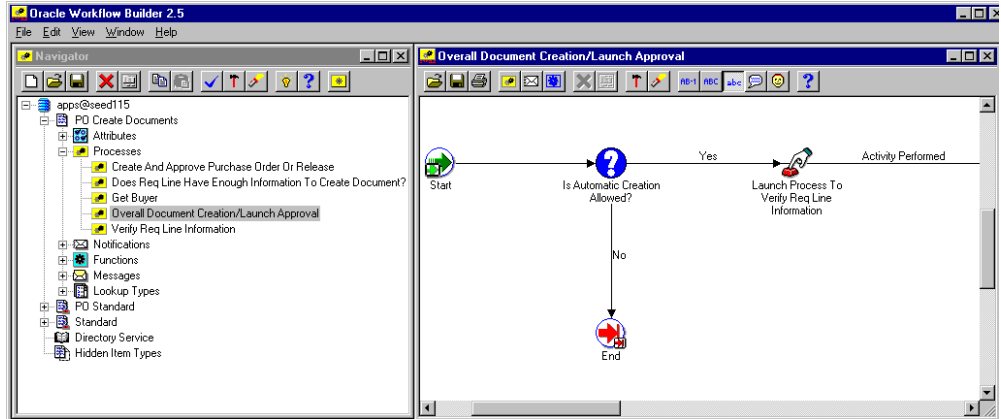 Oracle Workflow Builder 2.5
File Edit View Window Help
Navigator
apps@seed115
PO Create Documents
Attributes
Processes
Create And Approve Purchase Order Or Release
Does Req Line Have Enough Information To Create Document?
Get Buyer
Overall Document Creation/Launch Approval
Verify Req Line Information
Notifications
Functions
Messages
Lookup Types
PO Standard
Standard
Directory Service
Hidden Item Types
Overall Document Creation/Launch Approval
AB-1 ABC abc
Start
Is Automatic Creation
Allowed?
Yes
Launch Process To
Verify Req Line
Information
Activity Performed
No
End